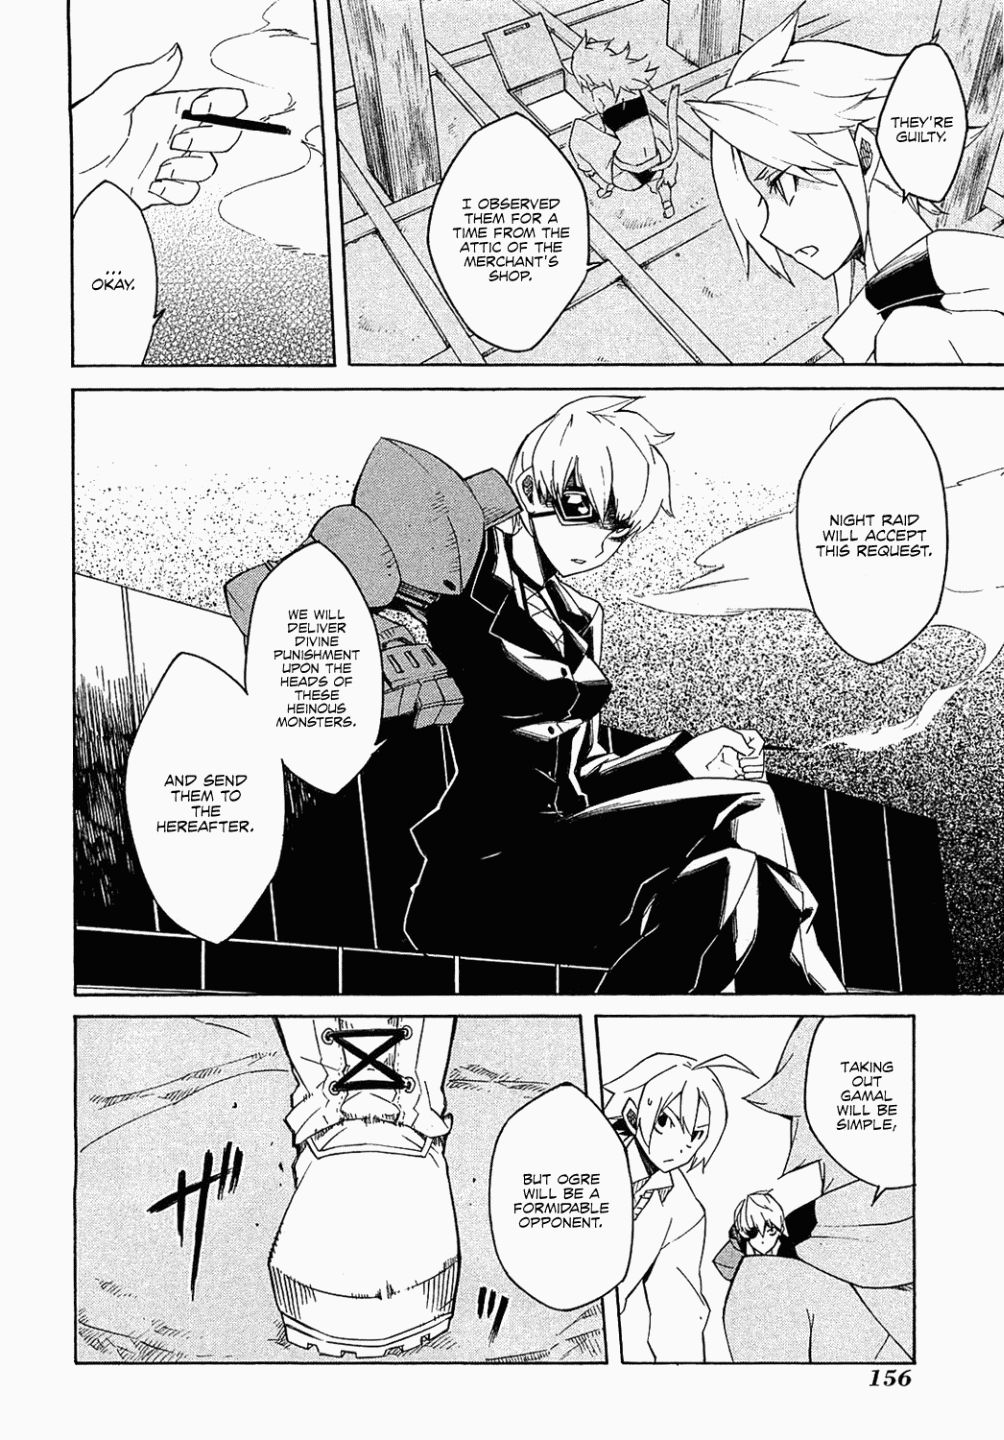 THEY'RE
GUILTY.
I OBSERVED
THEM FOR A
TIME FROM THE
ATTIC OF THE
MERCHANT'S
SHOP.
...
OKAY.
NIGHT RAID
WILL ACCEPT
THIS REQUEST.
WE WILL
DELIVER
DIVINE
PUNISHMENT
UPON THE
HEADS OF
THESE
HEINOUS
MONSTERS.
AND SEND
THEM TO
THE
HEREAFTER.
TAKING
OUT
GAMAL
WILL BE
SIMPLE,
BUT OGRE
WILL BE A
FORMIDABLE
OPPONENT.
156